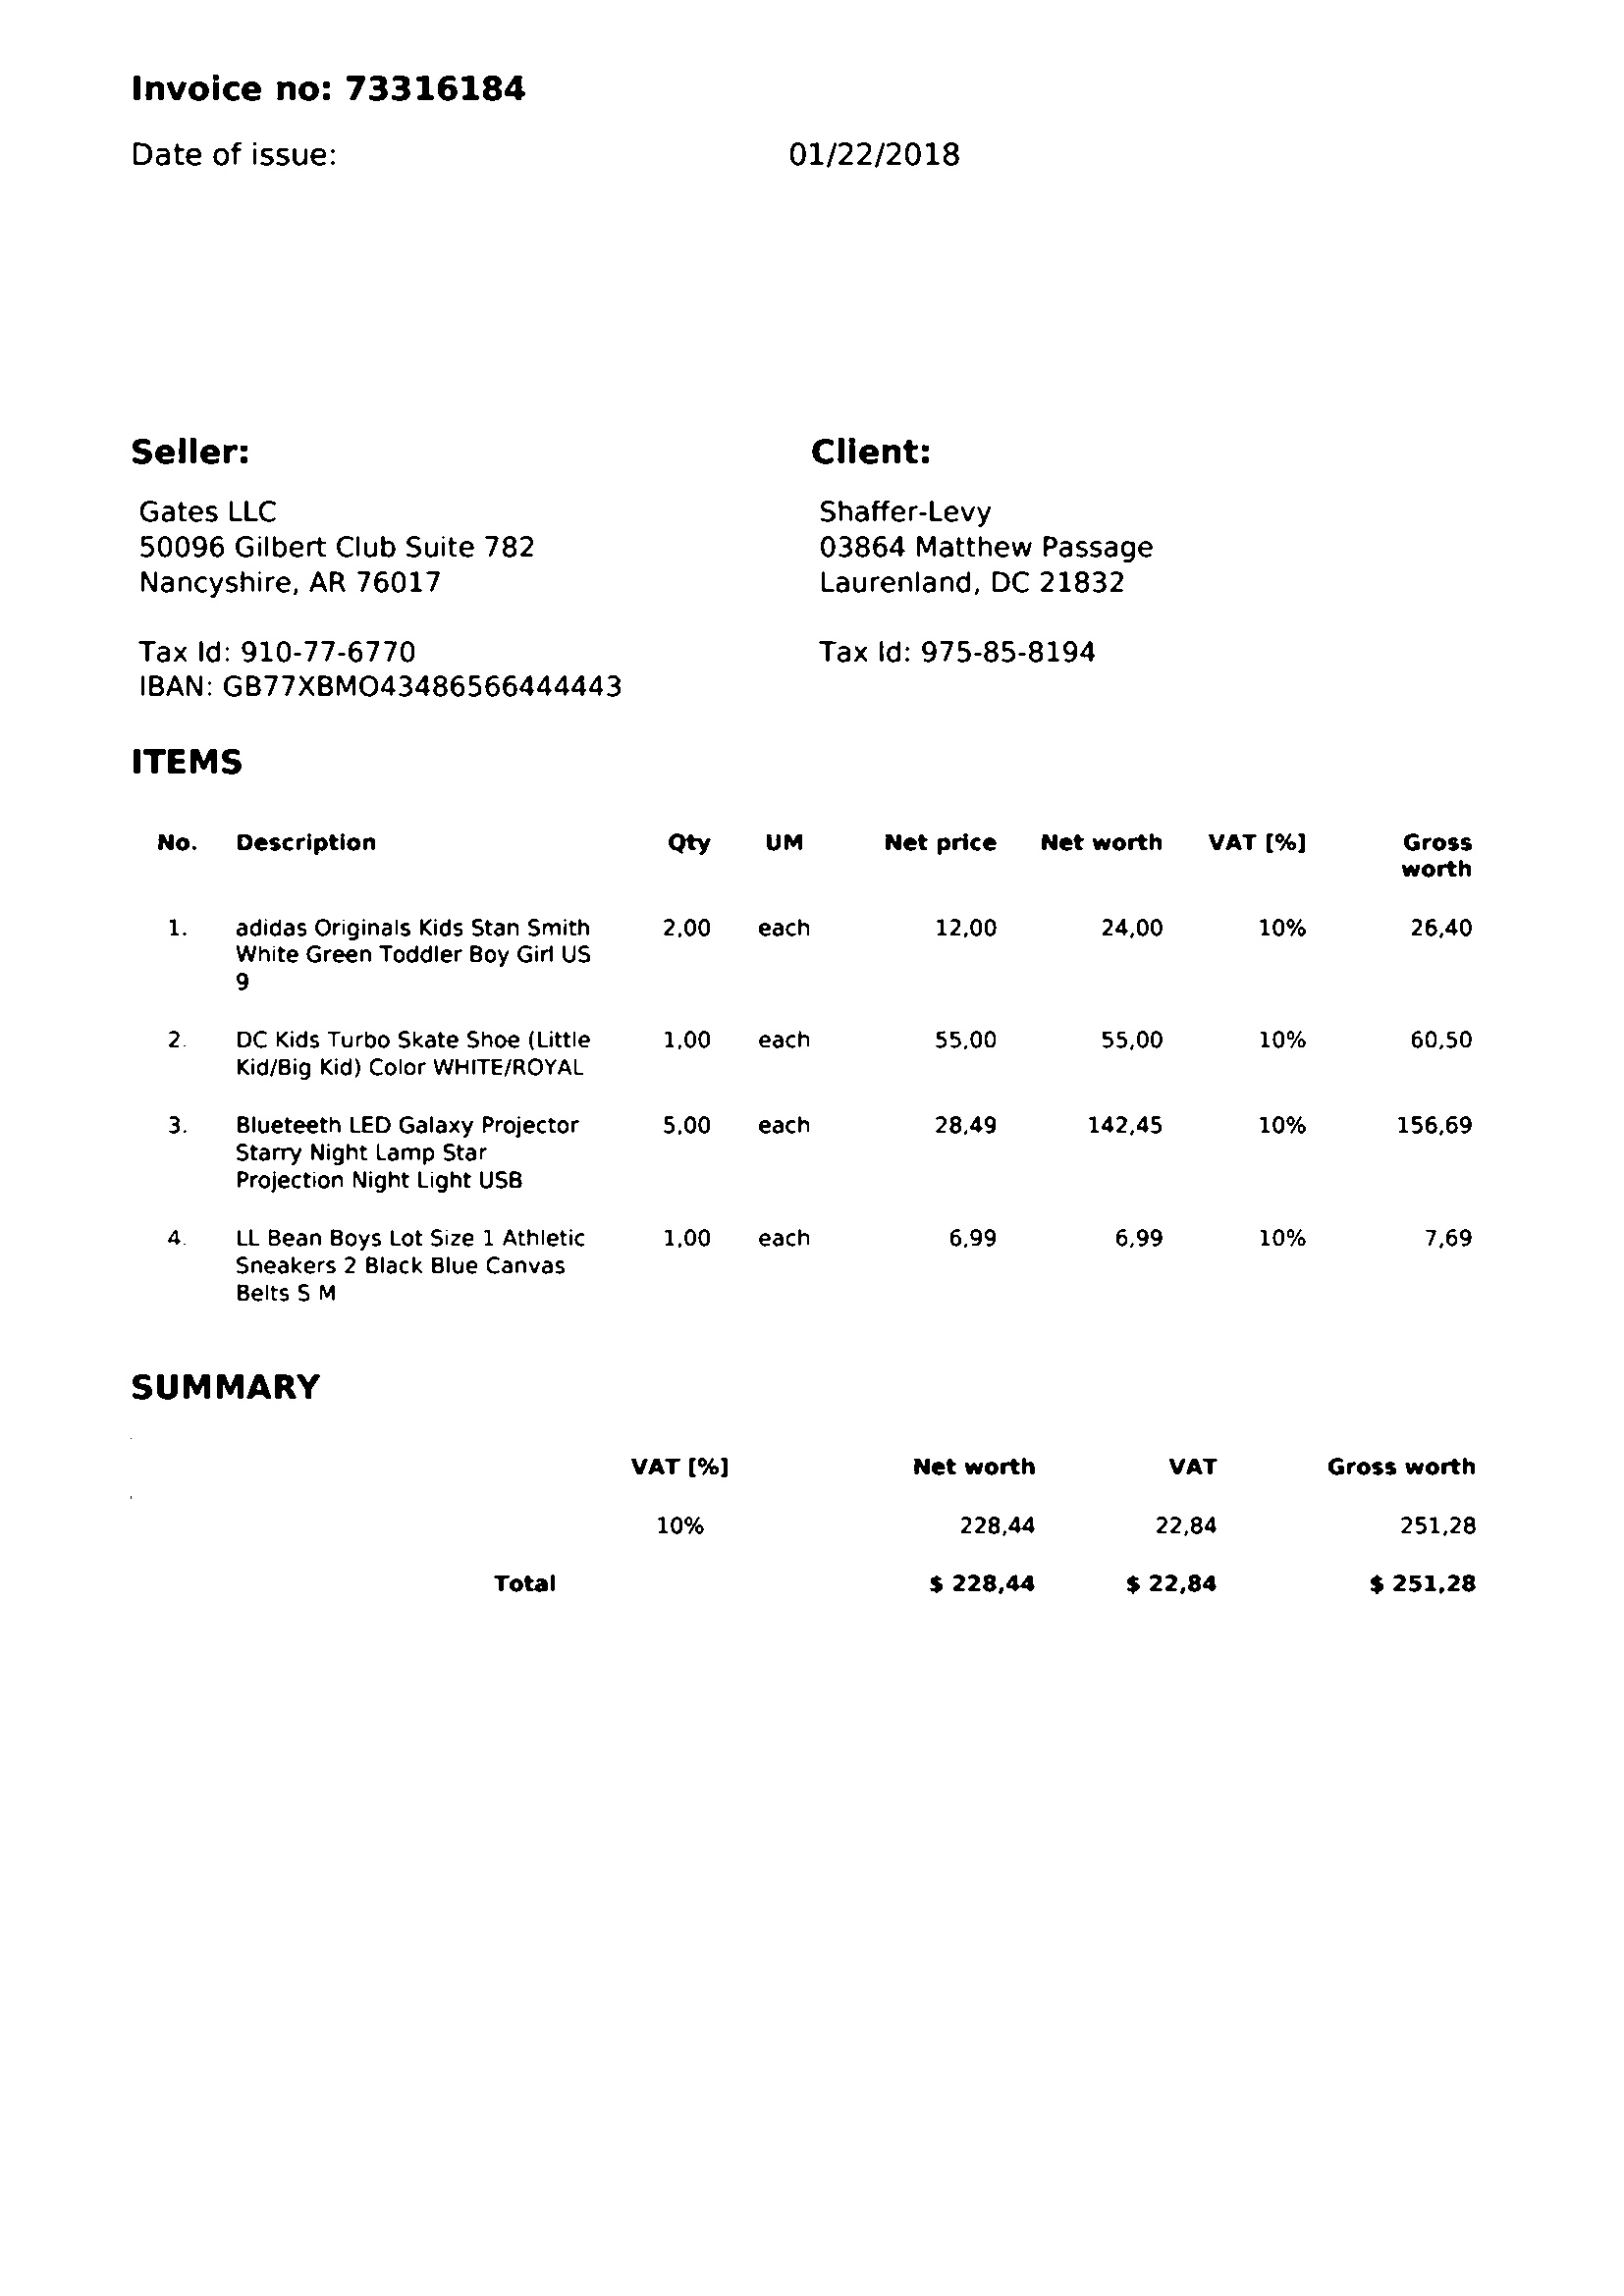 Invoice no: 73316184
Date of issue: 01/22/2018
Seller: Client:
Gates LLC Shaffer-Levy
50096 Gilbert Club Suite 782 03864 Matthew Passage
Nancyshire, AR 76017 Laurenland, DC 21832
Tax Id: 910-77-6770 Tax Id: 975-85-8194
IBAN: GB77XBMO43486566444443
ITEMS
No. Description Qty UM Net price Net worth VAT [%] Gross
worth
1. adidas Originals Kids Stan Smith 2,00 each 12,00 24,00 10% 26,40
White Green Toddler Boy Girl US
9
2. DC Kids Turbo Skate Shoe (Little 1,00 each 55,00 55,00 10% 60,50
Kid/Big Kid) Color WHITE/ROYAL
3. Blueteeth LED Galaxy Projector 5,00 each 28,49 142,45 10% 156,69
Starry Night Lamp Star
Projection Night Light USB
4. LL Bean Boys Lot Size 1 Athletic 1,00 each 6,99 6,99 10% 7,69
Sneakers 2 Black Blue Canvas
Belts S M
SUMMARY
VAT [%] Net worth VAT Gross worth
10% 228,44 22,84 251,28
Total $ 228,44 $ 22,84 $ 251,28